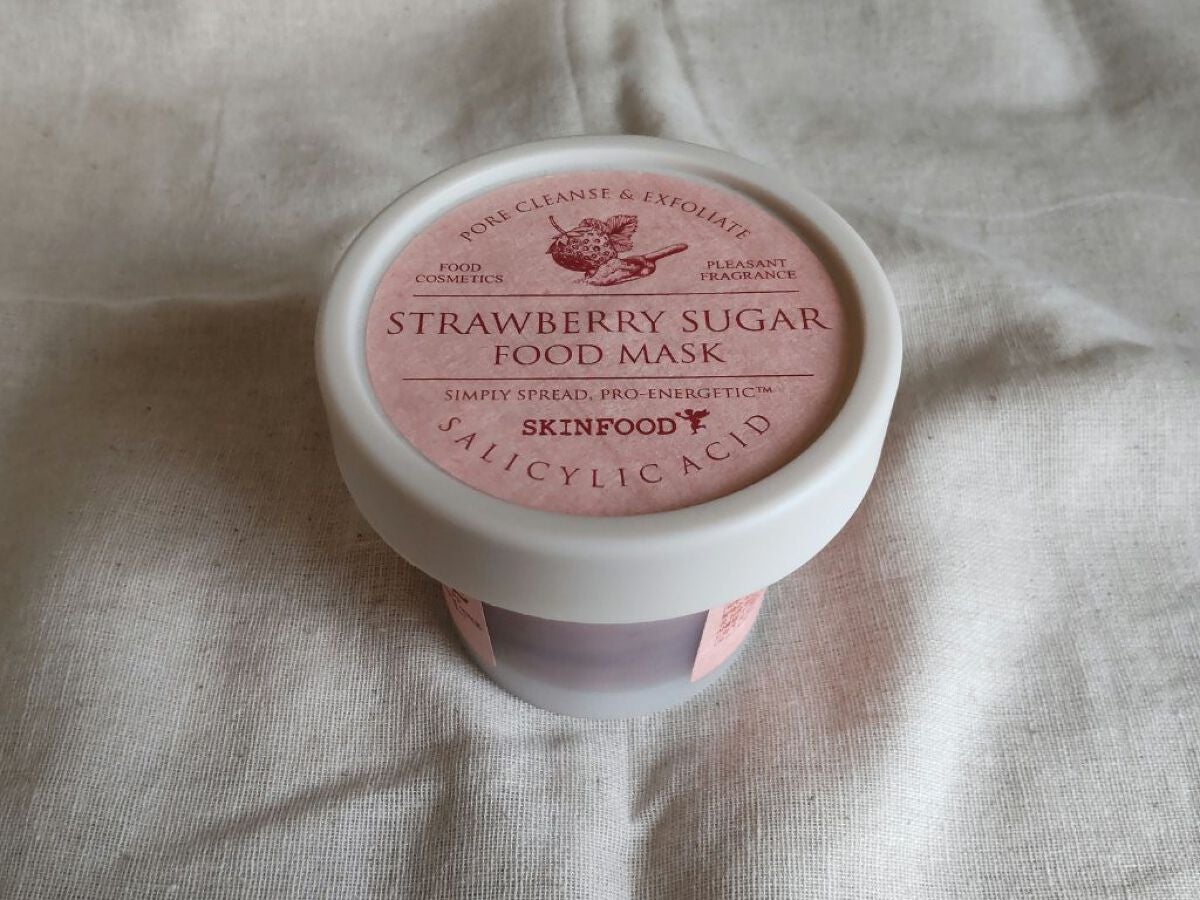 PORE CLEANSE & EXFOLIATE
FOOD
COSMETICS
PLEASANT
FRAGRANCE
STRAWBERRY SUGAR
FOOD MASK
SIMPLY SPREAD, PRO-ENERGETIC™
SKINFOOD
SALICYLIC ACID